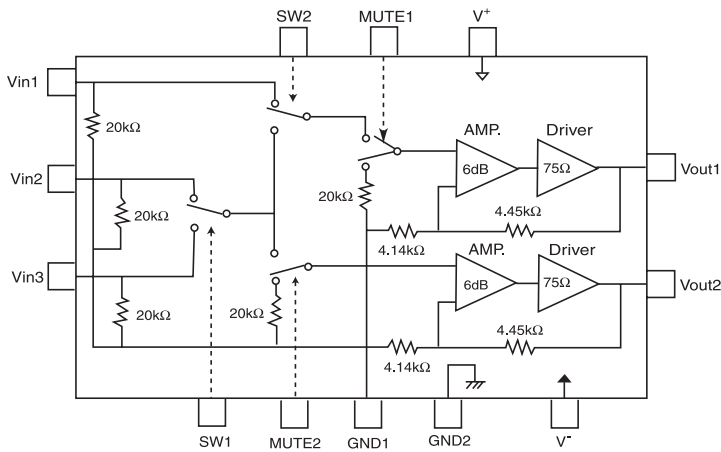 SW2
MUTE1
V+
Vin1
20kΩ
AMP.
Driver
6dB
75Ω
Vout1
Vin2
20kΩ
20kΩ
4.45kΩ
4.14kΩ
AMP.
Driver
Vin3
6dB
75Ω
Vout2
20kΩ
20kΩ
4.45kΩ
4.14kΩ
SW1
MUTE2
GND1
GND2
V-